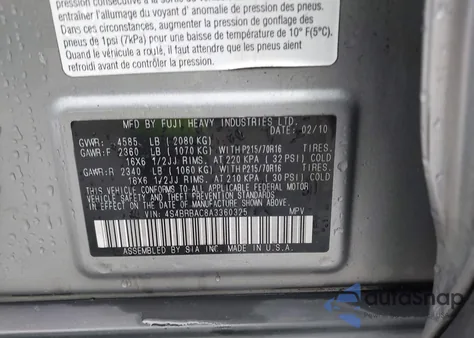 pression consécutive à la sortie du
entraîner l'allumage du voyant d' anomalie de pression des pneus.
Dans ces circonstances, augmenter la pression de gonflage des
pneus de 1psi (7kPa) pour une baisse de température de 10° F(5°C).
Quand le véhicule a roulé, il faut attendre que les pneus aient
refroidi avant de contrôler la pression.
MFD BY FUJI HEAVY INDUSTRIES LTD.
DATE: 02/10
GVWR: 4585 LB (2080 KG)
GAWR:F 2360 LB (1070 KG) WITH P215/70R16 TIRES.
16X6 1/2JJ RIMS. AT 220 KPA ( 32 PSI) COLD
GAWR:R 2340 LB (1060 KG) WITH P215/70R16 TIRES.
16X6 1/2JJ RIMS. AT 210 KPA ( 30 PSI) COLD
THIS VEHICLE CONFORMS TO ALL APPLICABLE FEDERAL MOTOR
VEHICLE SAFETY AND THEFT PREVENTION STANDARDS IN
EFFECT ON THE DATE OF MANUFACTURE SHOWN ABOVE.
VIN: 4S4BRBAC8A3360325 MPV
ASSEMBLED BY S.I.A. MADE IN U.S.A.
autosnap